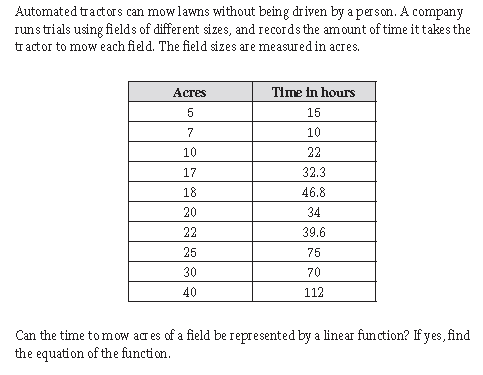 Automated tractors can mow lawns without being driven by a person. A company
runs trials using fields of different sizes, and records the amount of time it takes the
tractor to mow each field. The field sizes are measured in acres.
Acres Time in hours
5 15
7 10
10 22
17 32.3
18 46.8
20 34
22 39.6
25 75
30 70
40 112
Can the time to mow acres of a field be represented by a linear function? If yes, find
the equation of the function.